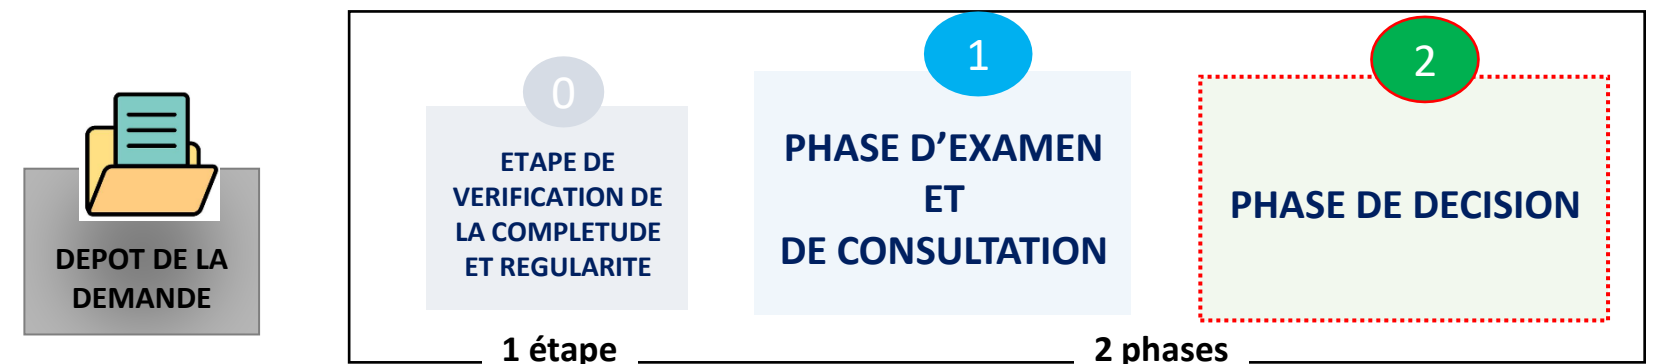 DEPOT DE LA
DEMANDE
0
ETAPE DE
VERIFICATION DE
LA COMPLETUDE
ET REGULARITE
1 étape
1
PHASE D’EXAMEN
ET
DE CONSULTATION
2
PHASE DE DECISION
2 phases